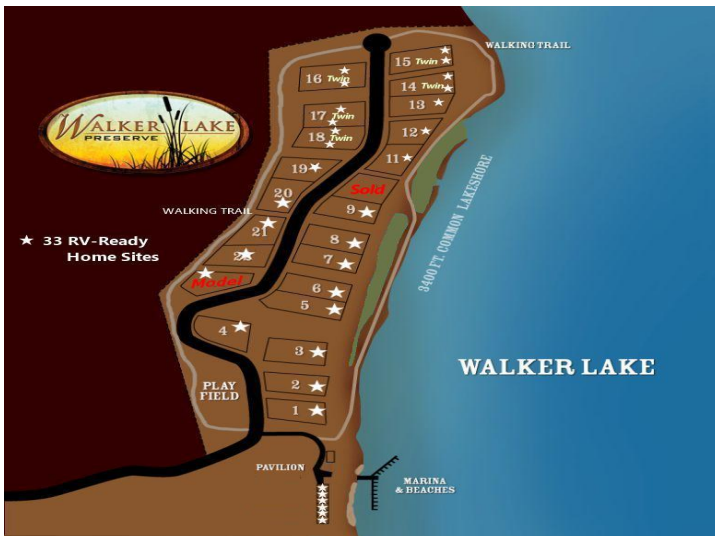 WALKING TRAIL
15 Twin
16 Twin
14 Twin
13
WALKER LAKE
PRESERVE
17 Twin
18 Twin
12
11
19
Sold
20
WALKING TRAIL
9
21
3400 FT. COMMON LAKESHORE
33 RV-Ready
Home Sites
8
7
Model
6
5
4
3
WALKER LAKE
PLAY
FIELD
2
1
PAVILION
MARINA
& BEACHES